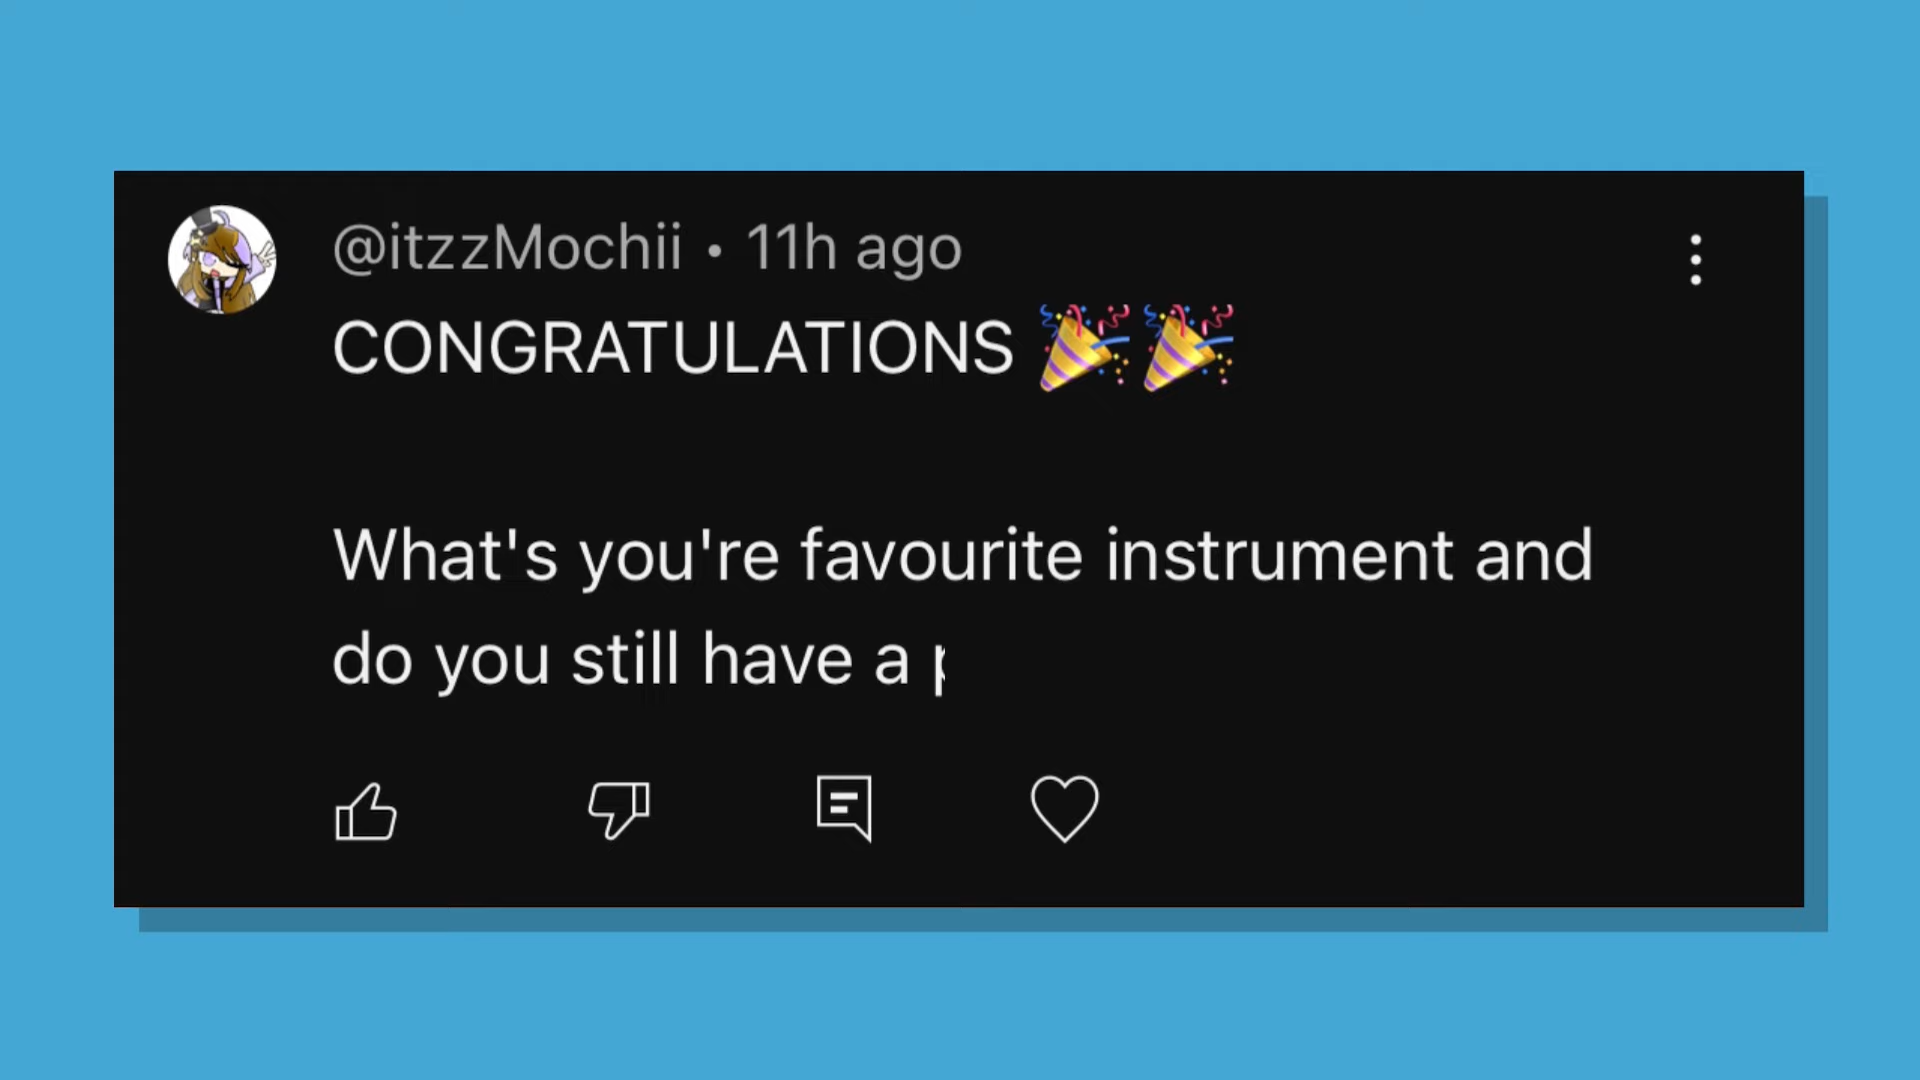 @itzzMochii • 11h ago
CONGRATULATIONS 🎉🎉
What's you're favourite instrument and
do you still have a